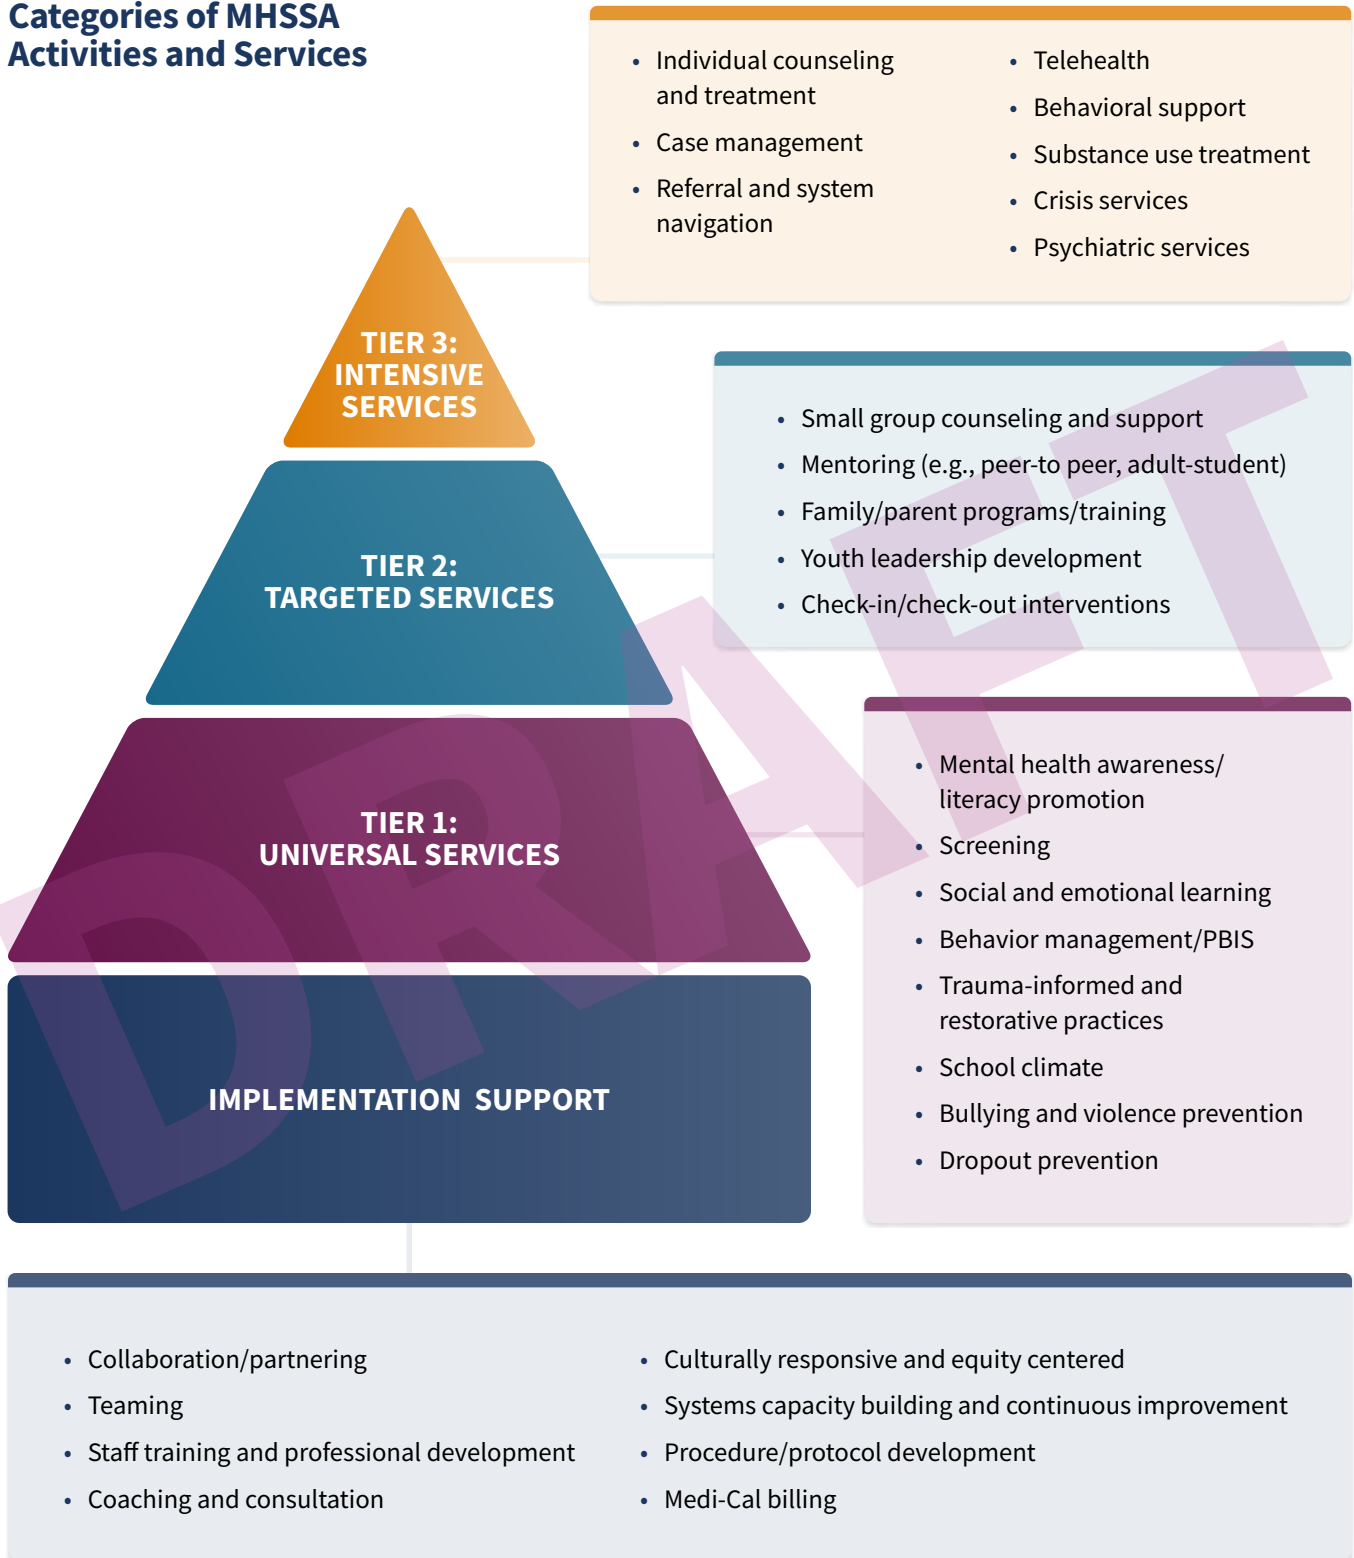 Categories of MHSSA
Activities and Services
• Individual counseling
and treatment
• Case management
• Referral and system
navigation
• Telehealth
• Behavioral support
• Substance use treatment
• Crisis services
• Psychiatric services
TIER 3:
INTENSIVE
SERVICES
• Small group counseling and support
• Mentoring (e.g., peer-to peer, adult-student)
• Family/parent programs/training
• Youth leadership development
• Check-in/check-out interventions
TIER 2:
TARGETED SERVICES
• Mental health awareness/
literacy promotion
• Screening
• Social and emotional learning
• Behavior management/PBIS
• Trauma-informed and
restorative practices
• School climate
• Bullying and violence prevention
• Dropout prevention
TIER 1:
UNIVERSAL SERVICES
IMPLEMENTATION SUPPORT
• Collaboration/partnering
• Teaming
• Staff training and professional development
• Coaching and consultation
• Culturally responsive and equity centered
• Systems capacity building and continuous improvement
• Procedure/protocol development
• Medi-Cal billing
DRAFT